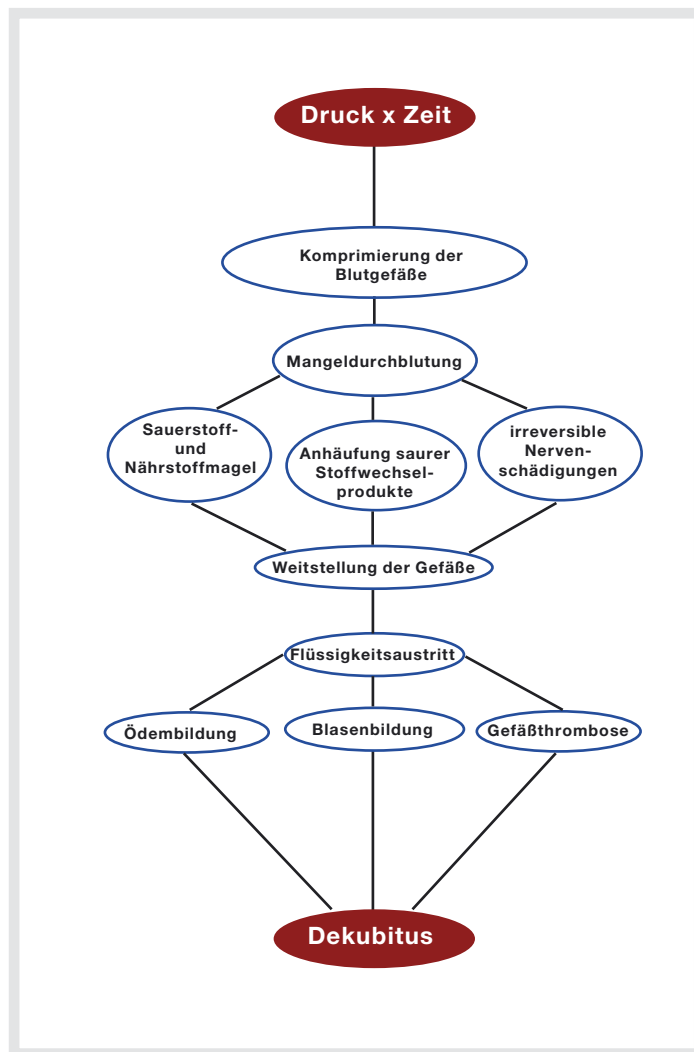 Druck x Zeit
Komprimierung der
Blutgefäße
Mangeldurchblutung
Sauerstoff-
und
Nährstoffmagel
Anhäufung saurer
Stoffwechsel-
produkte
irreversible
Nerven-
schädigungen
Weitstellung der Gefäße
Flüssigkeitsaustritt
Ödembildung
Blasenbildung
Gefäßthrombose
Dekubitus